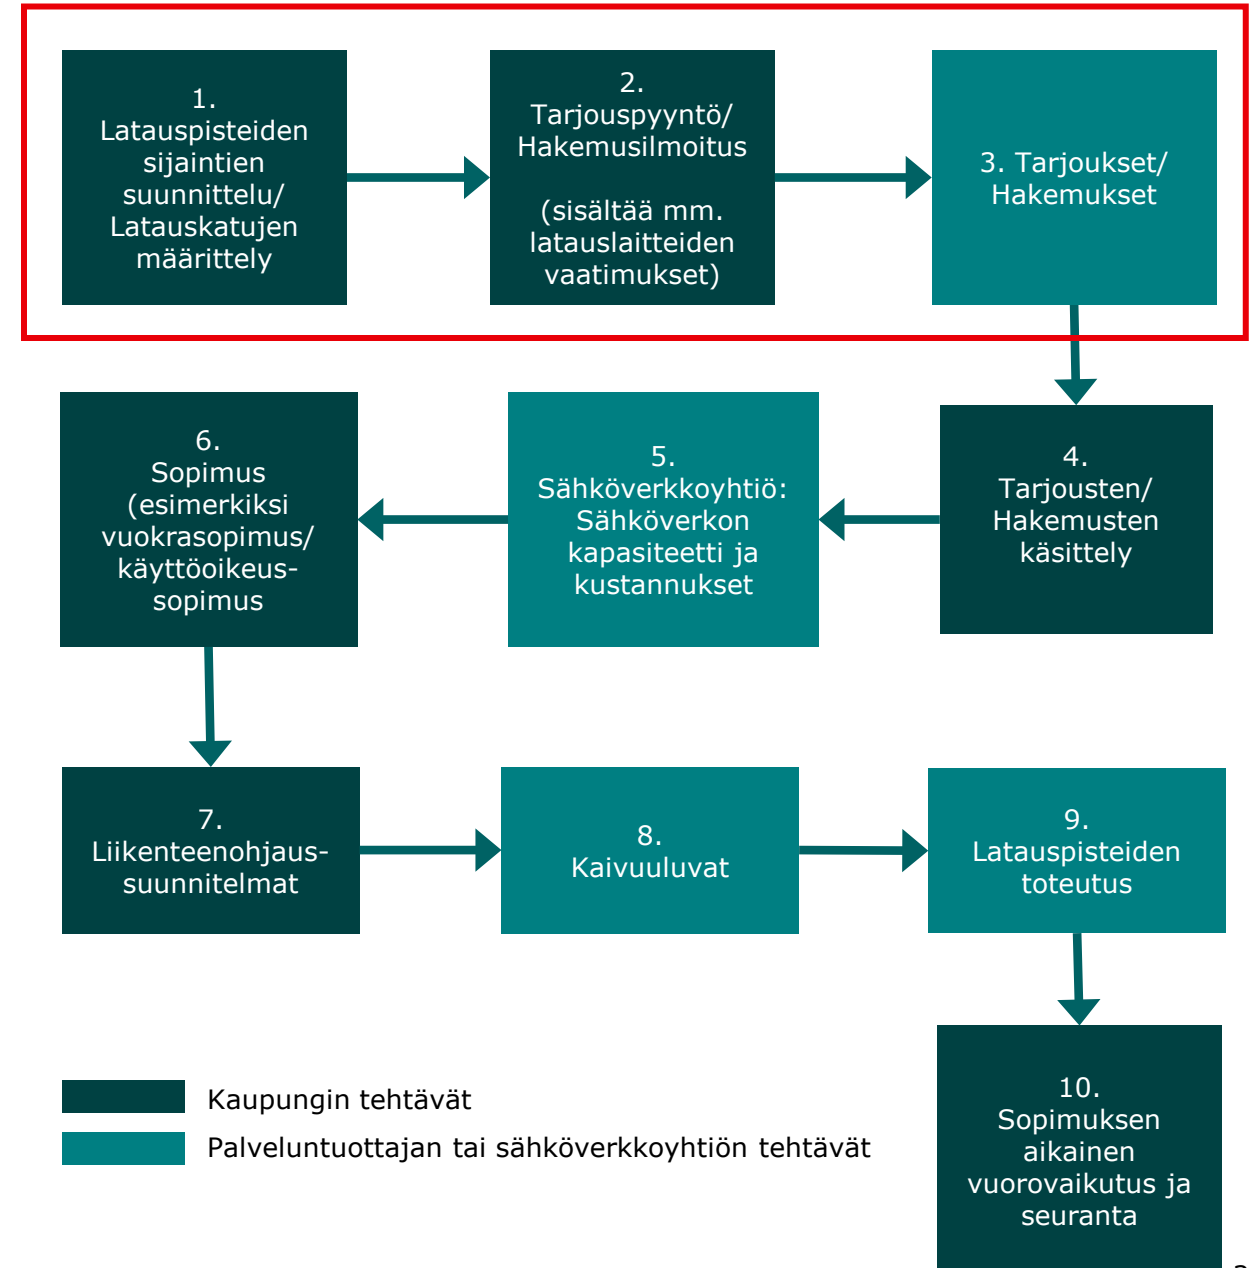 1.
Latauspisteiden
sijaintien
suunnittelu/
Latauskatujen
määrittely
2.
Tarjouspyyntö/
Hakemusilmoitus
(sisältää mm.
latauslaitteiden
vaatimukset)
3. Tarjoukset/
Hakemukset
4.
Tarjousten/
Hakemusten
käsittely
5.
Sähköverkkoyhtiö:
Sähköverkon
kapasiteetti ja
kustannukset
6.
Sopimus
(esimerkiksi
vuokrasopimus/
käyttöoikeus-
sopimus
7.
Liikenteenohjaus-
suunnitelmat
8.
Kaivuuluvat
9.
Latauspisteiden
toteutus
10.
Sopimuksen
aikainen
vuorovaikutus ja
seuranta
Kaupungin tehtävät
Palveluntuottajan tai sähköverkkoyhtiön tehtävät